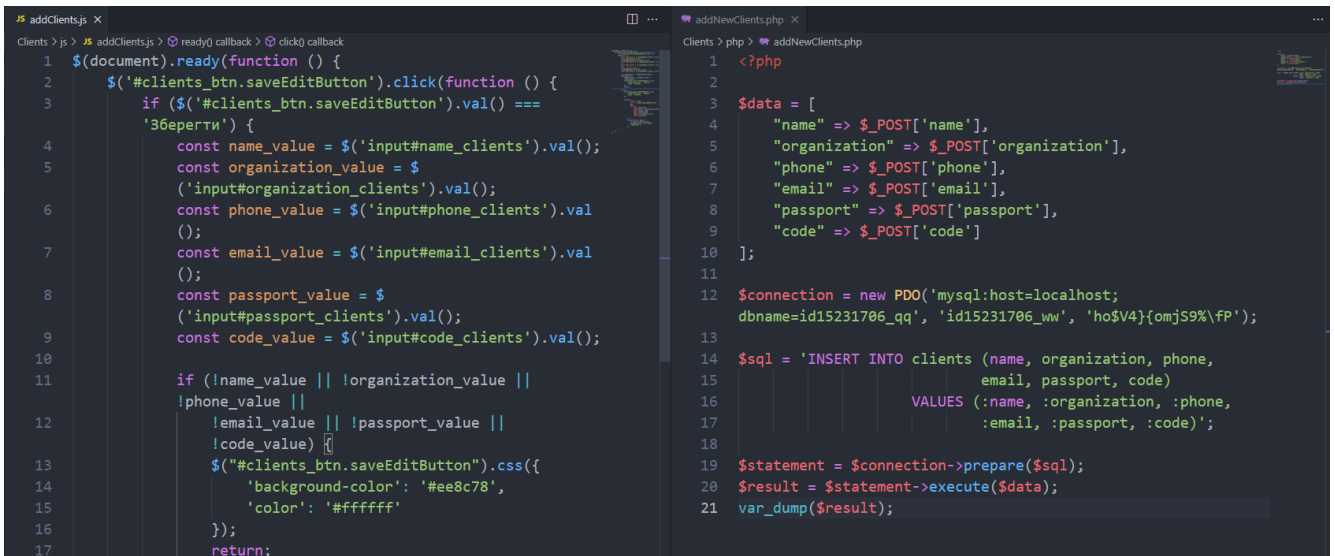 addClients.js
Clients > js > JS addClients.js > ready() callback > click() callback
1 $(document).ready(function () {
2 $('#clients_btn.saveEditButton').click(function () {
3 if ($('#clients_btn.saveEditButton').val() ===
'Зберегти') {
4 const name_value = $('input#name_clients').val();
5 const organization_value = $
('input#organization_clients').val();
6 const phone_value = $('input#phone_clients').val
();
7 const email_value = $('input#email_clients').val
();
8 const passport_value = $
('input#passport_clients').val();
9 const code_value = $('input#code_clients').val();
10
11 if (!name_value || !organization_value ||
!phone_value ||
12 !email_value || !passport_value ||
!code_value) {
13 $("#clients_btn.saveEditButton").css({
14 'background-color': '#ee8c78',
15 'color': '#ffffff'
16 });
17 return;
addNewClients.php
Clients > php > addNewClients.php
1 <?php
2
3 $data = [
4 "name" => $_POST['name'],
5 "organization" => $_POST['organization'],
6 "phone" => $_POST['phone'],
7 "email" => $_POST['email'],
8 "passport" => $_POST['passport'],
9 "code" => $_POST['code']
10 ];
11
12 $connection = new PDO('mysql:host=localhost;
dbname=id15231706_qq', 'id15231706_ww', 'ho$V4}{omjS9%\fP');
13
14 $sql = 'INSERT INTO clients (name, organization, phone,
15 email, passport, code)
16 VALUES (:name, :organization, :phone,
17 :email, :passport, :code)';
18
19 $statement = $connection->prepare($sql);
20 $result = $statement->execute($data);
21 var_dump($result);